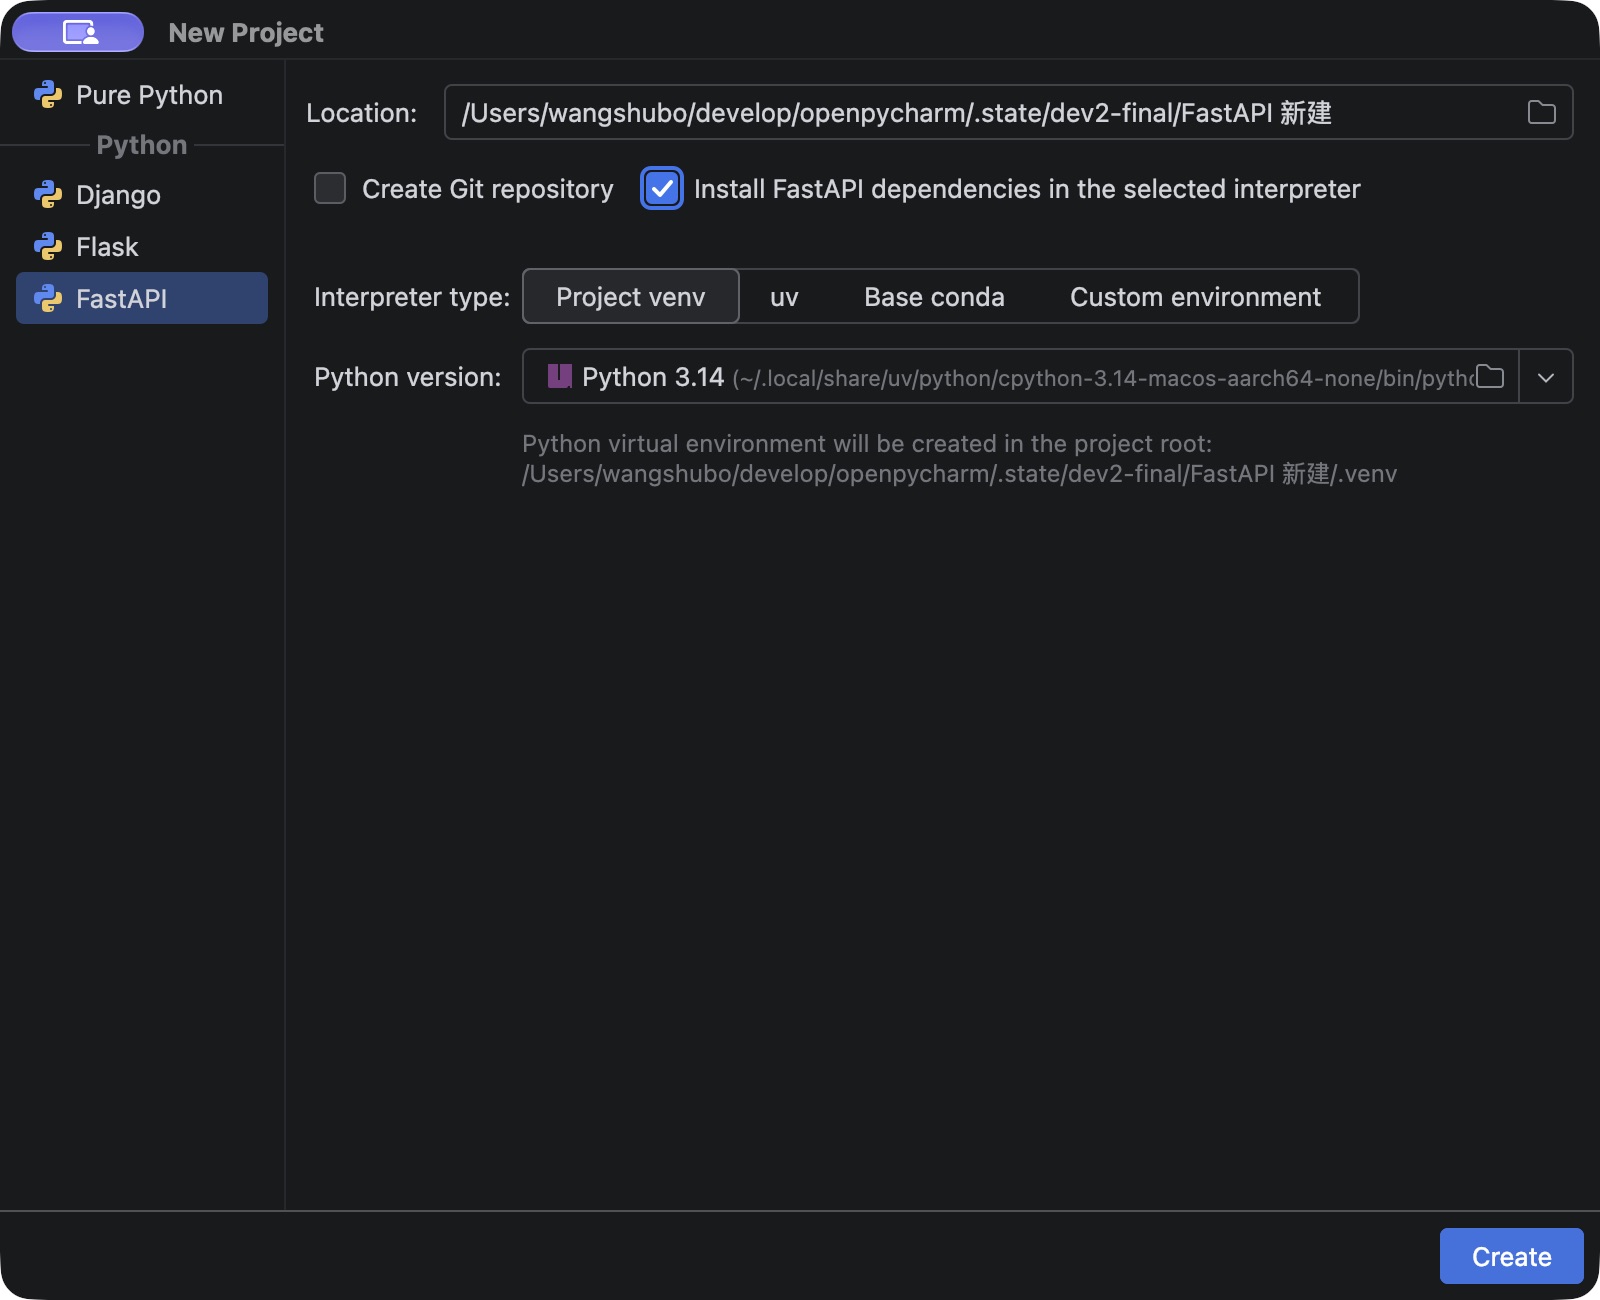 New Project
Pure Python
Python
Django
Flask
FastAPI
Location: /Users/wangshubo/develop/openpycharm/.state/dev2-final/FastAPI 新建
Create Git repository Install FastAPI dependencies in the selected interpreter
Interpreter type: Project venv uv Base conda Custom environment
Python version: Python 3.14 (~/.local/share/uv/python/cpython-3.14-macos-aarch64-none/bin/pytho
Python virtual environment will be created in the project root:
/Users/wangshubo/develop/openpycharm/.state/dev2-final/FastAPI 新建/.venv
Create